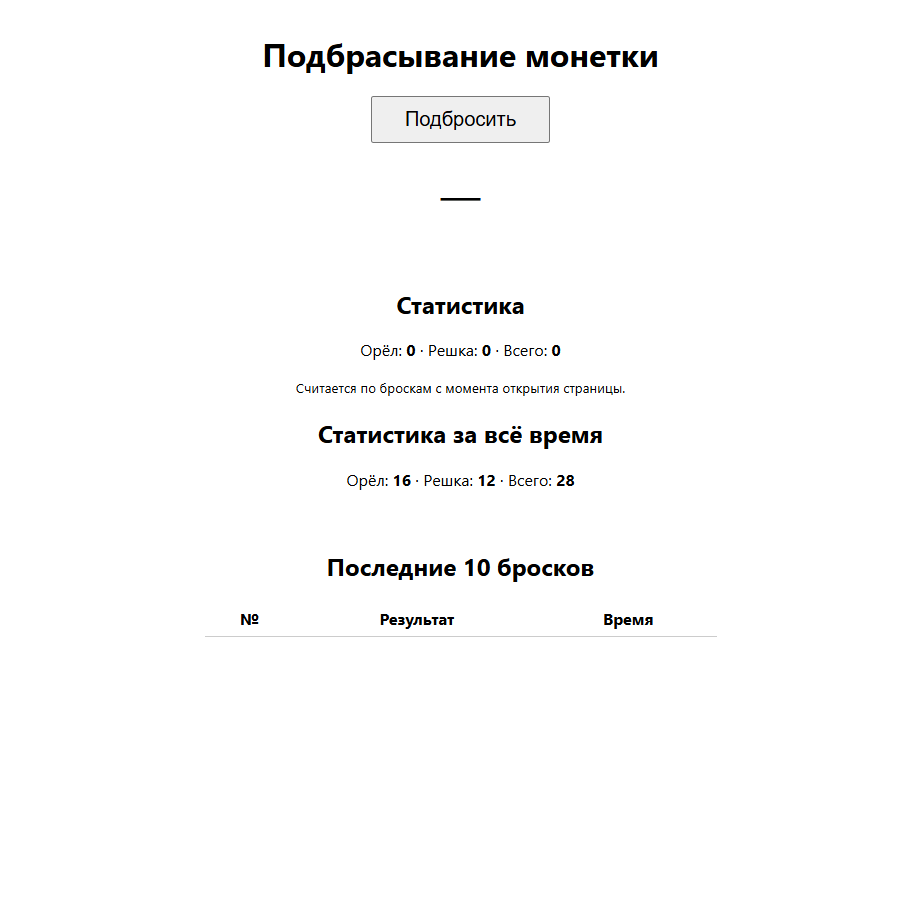 Подбрасывание монетки
Подбросить
—
Статистика
Орёл: 0 · Решка: 0 · Всего: 0
Считается по броскам с момента открытия страницы.
Статистика за всё время
Орёл: 16 · Решка: 12 · Всего: 28
Последние 10 бросков
№ Результат Время